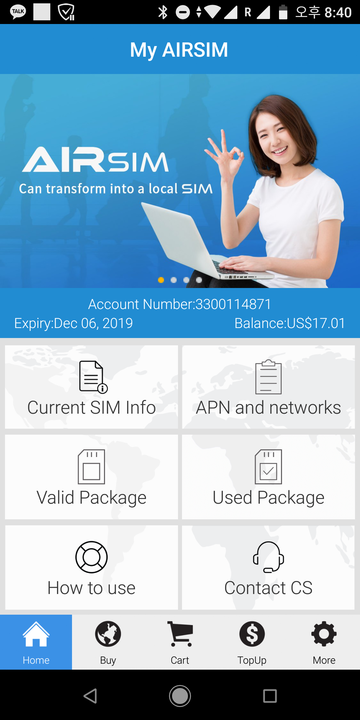 TALK
R
오후 8:40
My AIRSIM
AIRSIM
Can transform into a local SIM
Account Number:3300114871
Expiry:Dec 06, 2019
Balance:US$17.01
Current SIM Info
APN and networks
Valid Package
Used Package
How to use
Contact CS
Home
Buy
Cart
TopUp
More